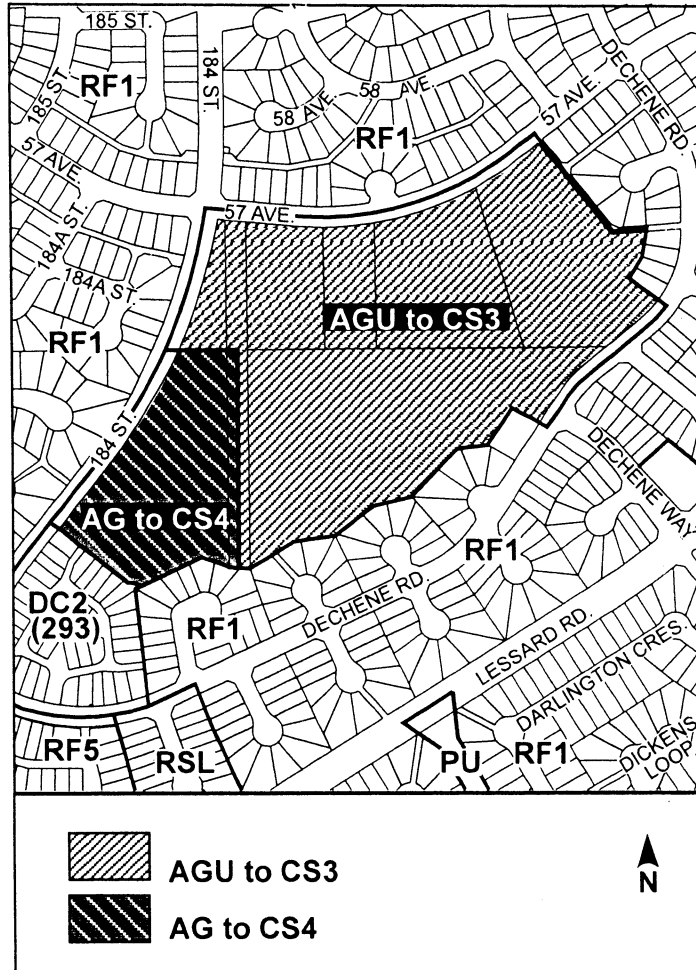 185 ST.
184 ST.
DECHENE RD.
RF1
58 AVE.
58 AVE.
57 AVE.
185 ST.
RF1
57 AVE.
57 AVE.
184A ST.
184A ST.
AGU to CS3
RF1
184 ST.
DECHENE WAY
AG to CS4
RF1
DC2
(293)
RF1
DECHENE RD.
LESSARD RD.
DARLINGTON CRES.
RF5
RSL
PU
RF1
DICKENS
LOOP
AGU to CS3
AG to CS4
N